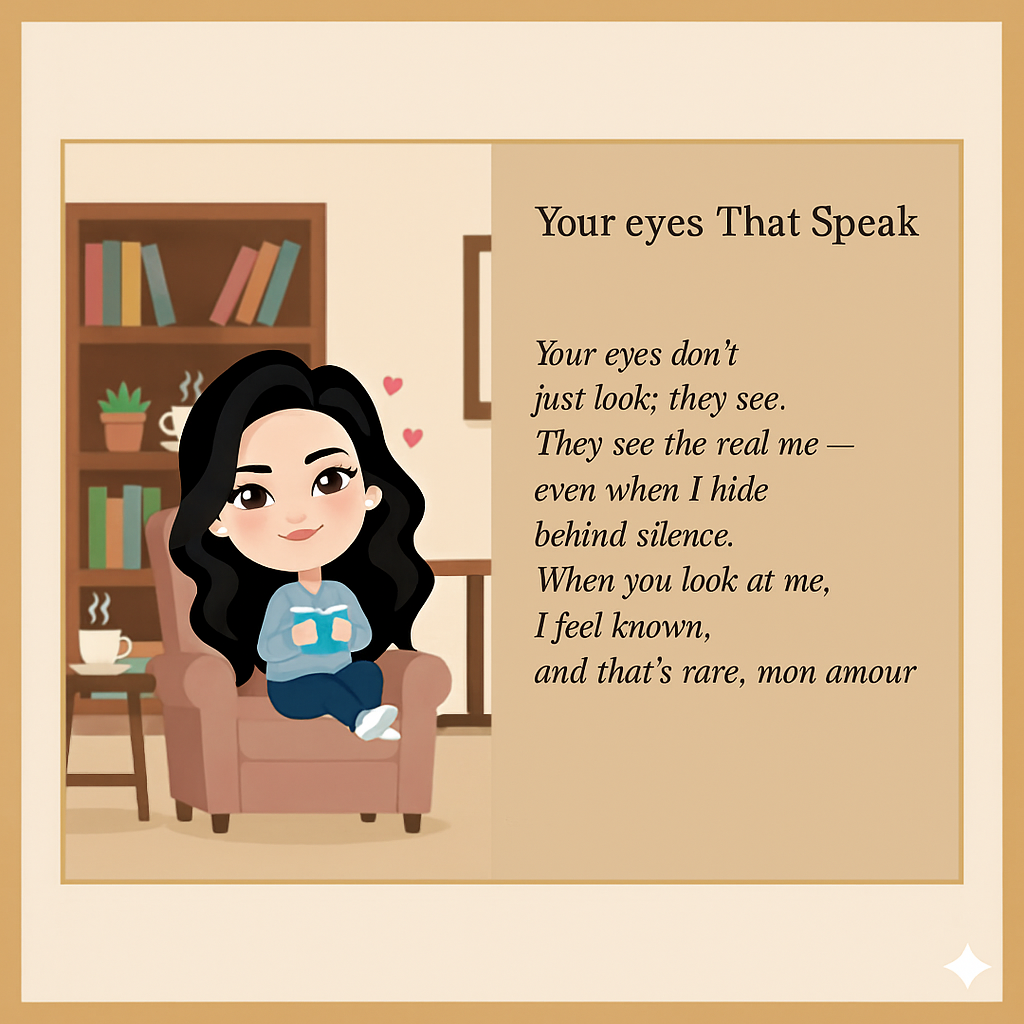 Your eyes That Speak
Your eyes don’t
just look; they see.
They see the real me —
even when I hide
behind silence.
When you look at me,
I feel known,
and that’s rare, mon amour